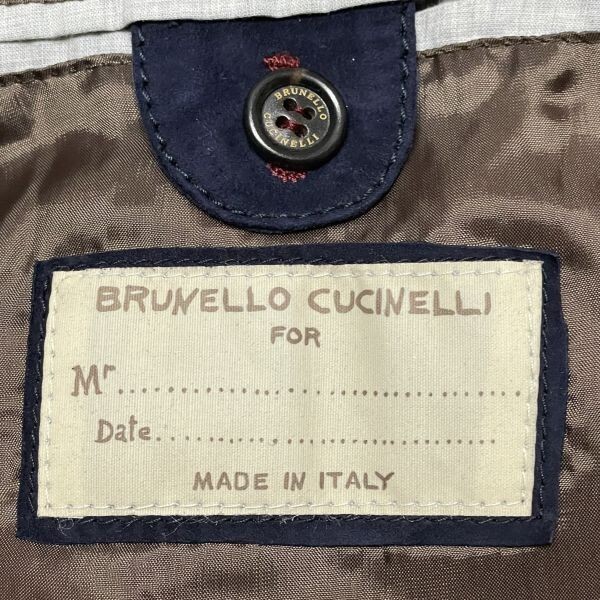 BRUNELLO
CUCINELLI
BRUNELLO CUCINELLI
FOR
Mr..............................
Date..............................
MADE IN ITALY